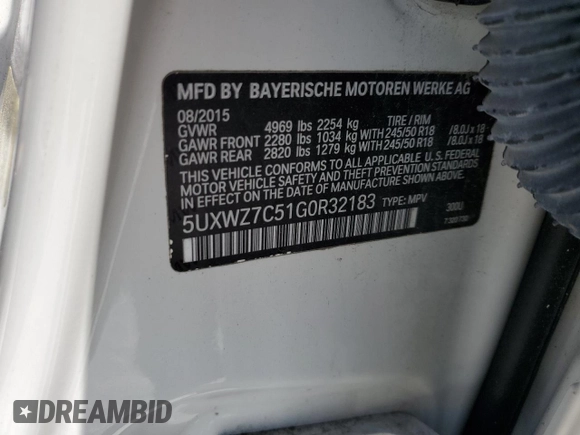 MFD BY BAYERISCHE MOTOREN WERKE AG
08/2015
GVWR 4969 lbs 2254 kg TIRE / RIM
GAWR FRONT 2280 lbs 1034 kg WITH 245/50 R18 / 8.0J x 18
GAWR REAR 2820 lbs 1279 kg WITH 245/50 R18 / 8.0J x 18
THIS VEHICLE CONFORMS TO ALL APPLICABLE U.S. FEDERAL
MOTOR VEHICLE SAFETY AND THEFT PREVENTION STANDARDS
IN EFFECT ON THE DATE OF MANUFACTURE SHOWN ABOVE.
5UXWZ7C51G0R32183 TYPE: MPV
300U
DREAMBID